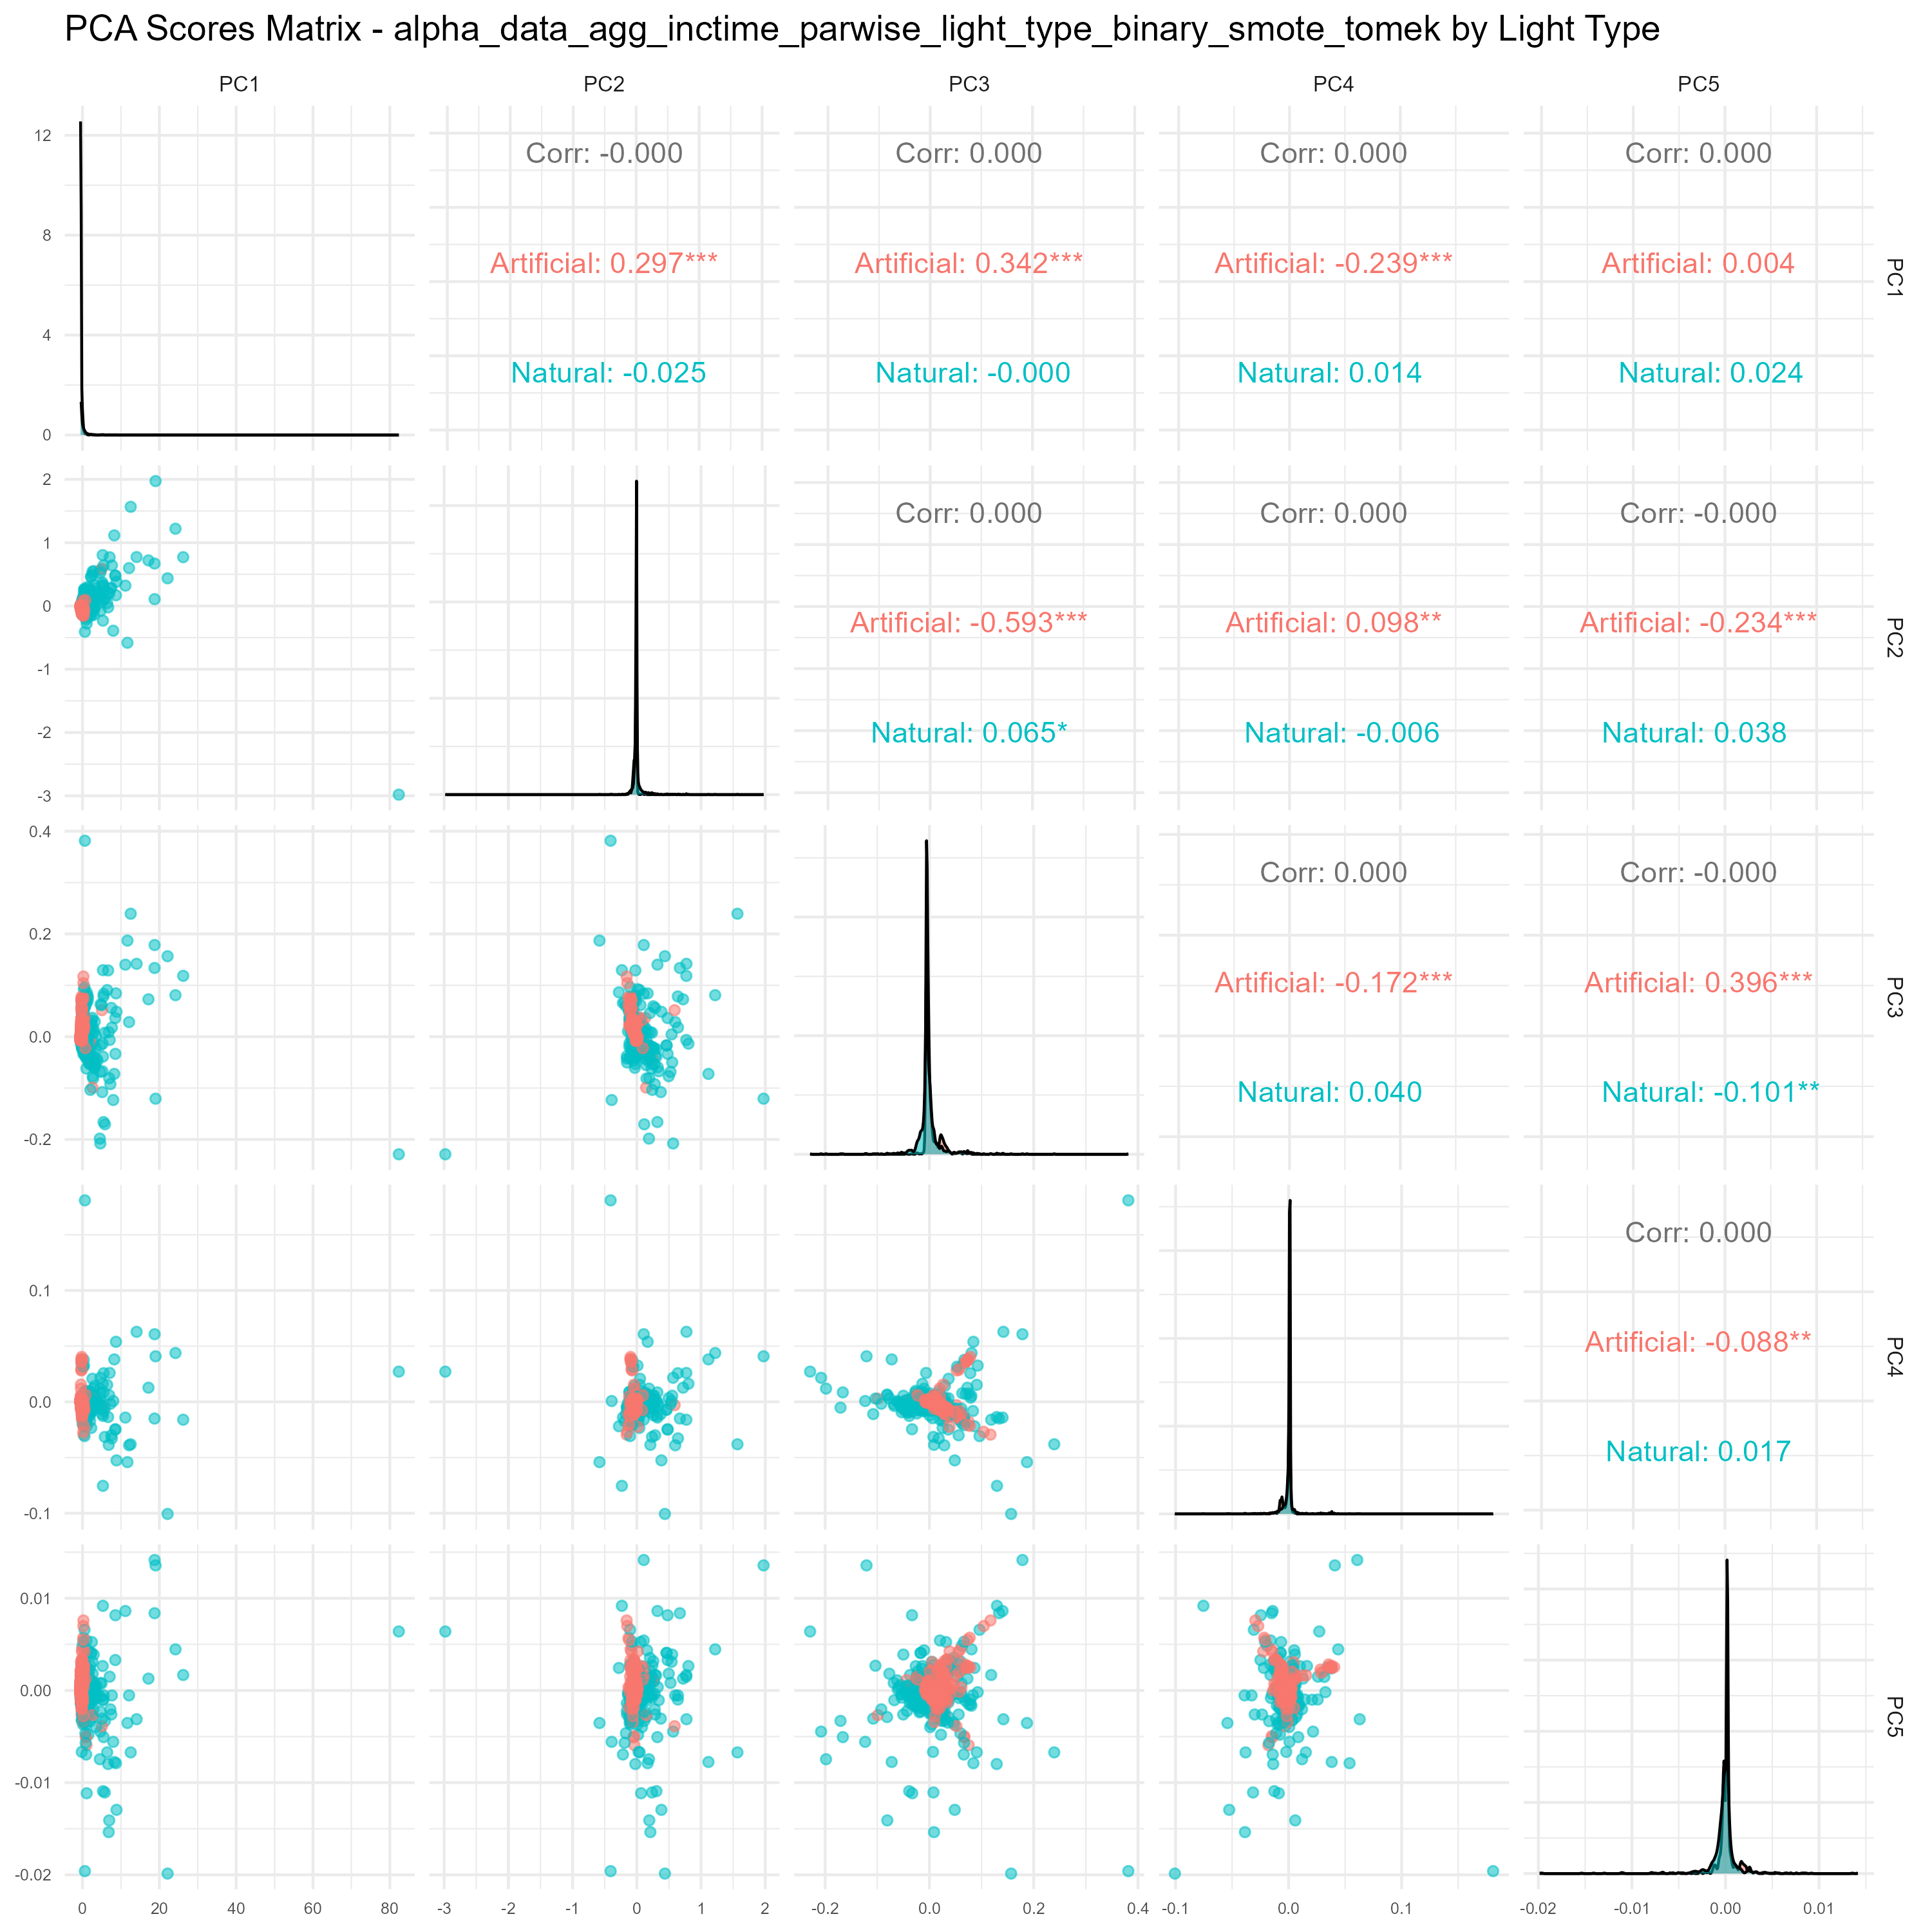 PCA Scores Matrix - alpha_data_agg_inctime_parwise_light_type_binary_smote_tomek by Light Type
PC1 PC2 PC3 PC4 PC5
12
8
4
0
Corr: -0.000
Artificial: 0.297***
Natural: -0.025
Corr: 0.000
Artificial: 0.342***
Natural: -0.000
Corr: 0.000
Artificial: -0.239***
Natural: 0.014
Corr: 0.000
Artificial: 0.004
Natural: 0.024
PC1
2
1
0
-1
-2
-3
Corr: 0.000
Artificial: -0.593***
Natural: 0.065*
Corr: 0.000
Artificial: 0.098**
Natural: -0.006
Corr: -0.000
Artificial: -0.234***
Natural: 0.038
PC2
0.4
0.2
0.0
-0.2
Corr: 0.000
Artificial: -0.172***
Natural: 0.040
Corr: -0.000
Artificial: 0.396***
Natural: -0.101**
PC3
0.1
0.0
-0.1
Corr: 0.000
Artificial: -0.088**
Natural: 0.017
PC4
0.01
0.00
-0.01
-0.02
PC5
0 20 40 60 80
-3 -2 -1 0 1 2
-0.2 0.0 0.2 0.4
-0.1 0.0 0.1
-0.02 -0.01 0.00 0.01